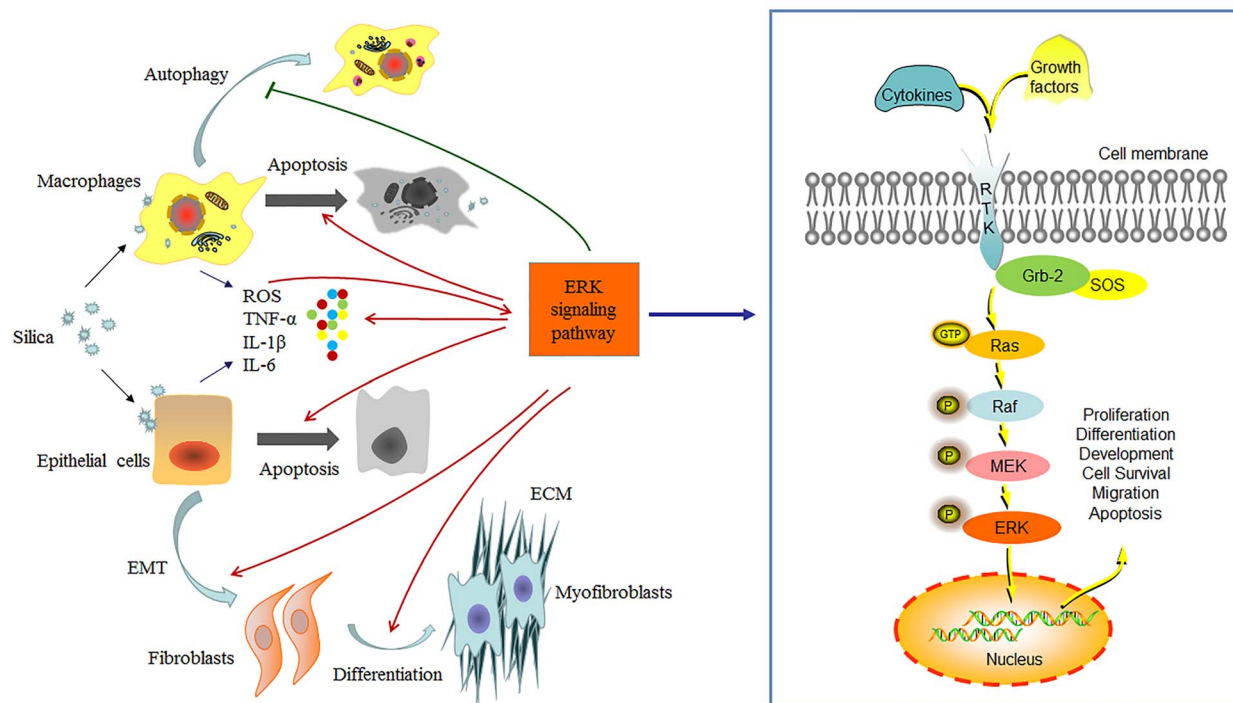 Autophagy
Macrophages
Apoptosis
Silica
ROS
TNF-α
IL-1β
IL-6
ERK
signaling
pathway
Epithelial cells
Apoptosis
EMT
Fibroblasts
Differentiation
ECM
Myofibroblasts
Cytokines
Growth
factors
Cell membrane
R
T
K
Grb-2
SOS
GTP
Ras
P
Raf
P
MEK
P
ERK
Proliferation
Differentiation
Development
Cell Survival
Migration
Apoptosis
Nucleus